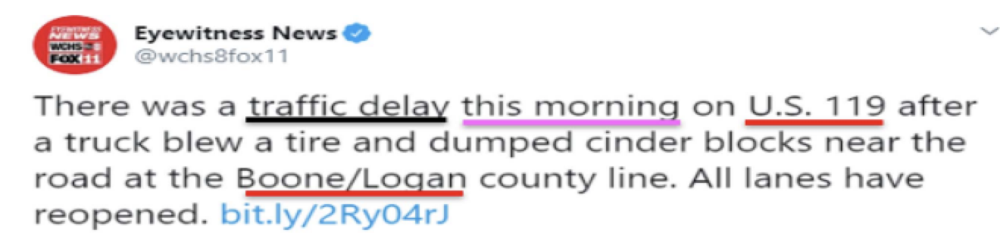 EYEWITNESS
NEWS
WCHS 8
FOX 11
Eyewitness News
@wchs8fox11
There was a traffic delay this morning on U.S. 119 after
a truck blew a tire and dumped cinder blocks near the
road at the Boone/Logan county line. All lanes have
reopened. bit.ly/2Ry04rJ